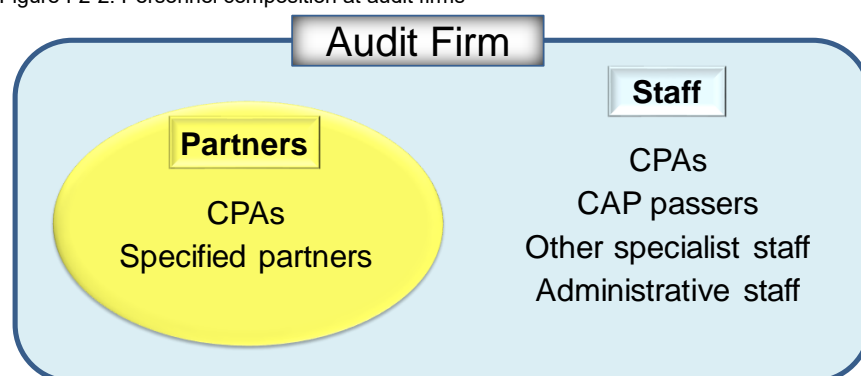 Audit Firm
Partners
CPAs
Specified partners
Staff
CPAs
CAP passers
Other specialist staff
Administrative staff